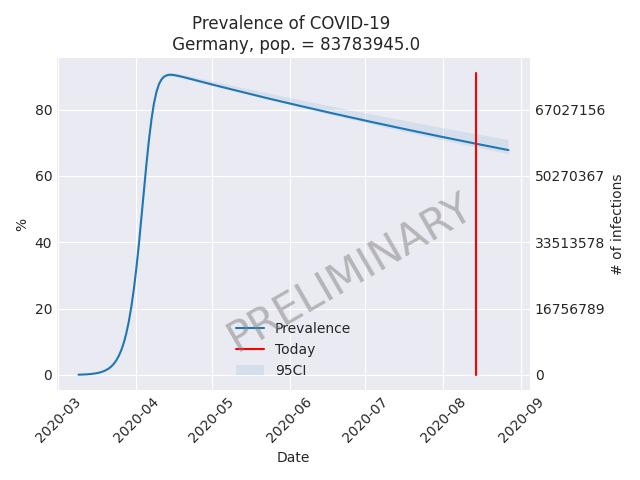 Prevalence of COVID-19
Germany, pop. = 83783945.0
%
80
60
40
20
0
67027156
50270367
33513578
16756789
0
# of infections
PRELIMINARY
Prevalence
Today
95CI
2020-03
2020-04
2020-05
2020-06
2020-07
2020-08
2020-09
Date